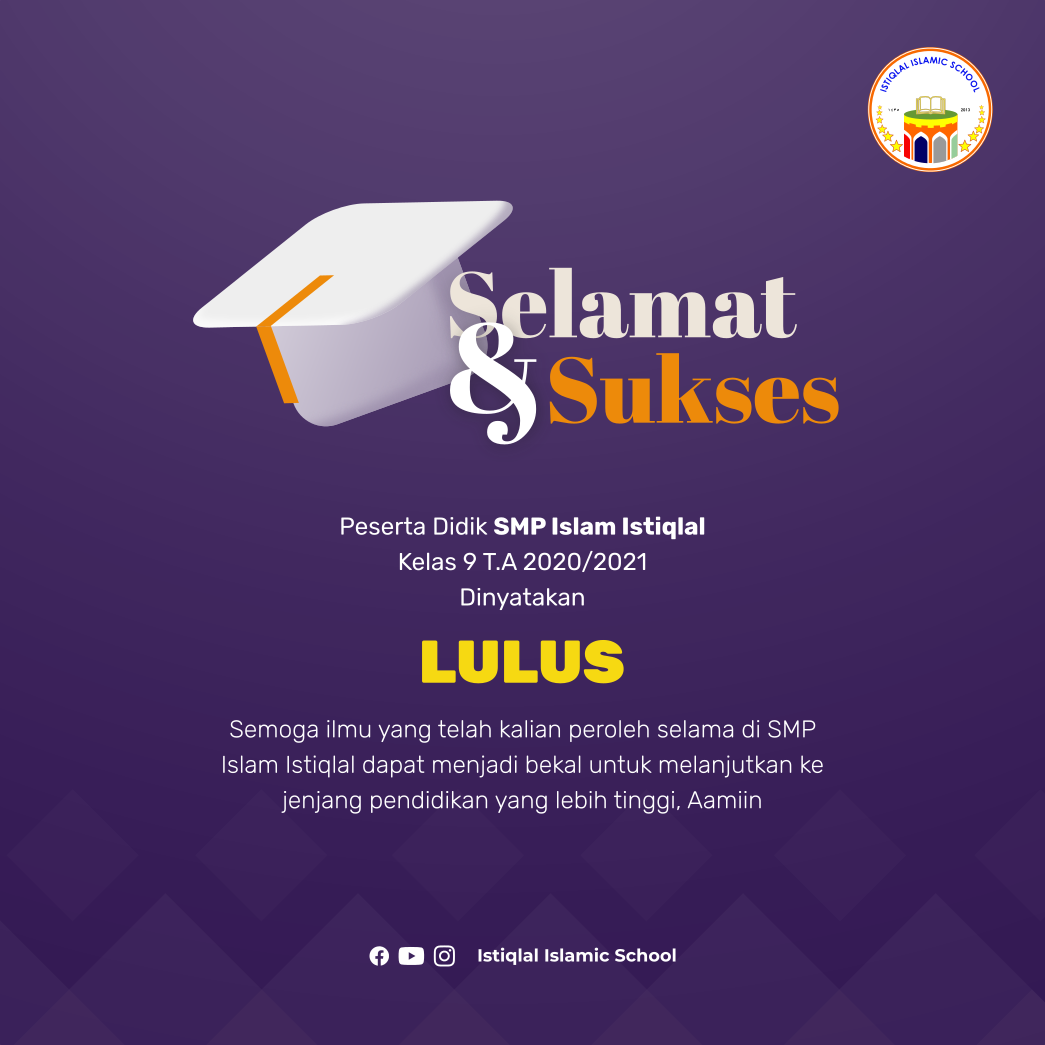 ISTIQLAL ISLAMIC SCHOOL
١٤٣٥ 2013
Selamat
& Sukses
Peserta Didik SMP Islam Istiqlal
Kelas 9 T.A 2020/2021
Dinyatakan
LULUS
Semoga ilmu yang telah kalian peroleh selama di SMP
Islam Istiqlal dapat menjadi bekal untuk melanjutkan ke
jenjang pendidikan yang lebih tinggi, Aamiin
Istiqlal Islamic School